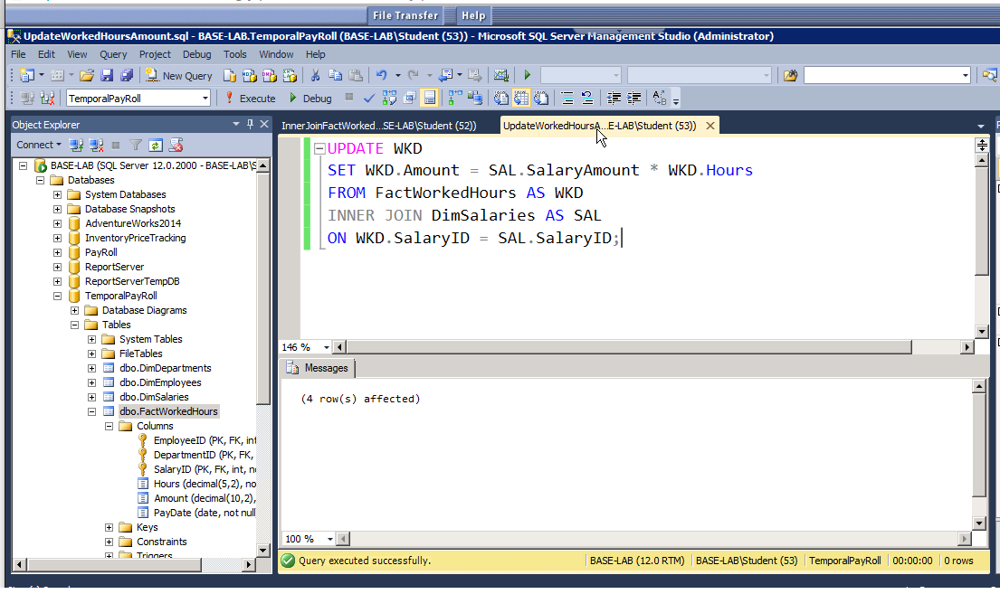 File Transfer Help
UpdateWorkedHoursAmount.sql - BASE-LAB.TemporalPayRoll (BASE-LAB\Student (53)) - Microsoft SQL Server Management Studio (Administrator)
File Edit View Query Project Debug Tools Window Help
New Query
TemporalPayRoll Execute Debug
Object Explorer
InnerJoinFactWorked...SE-LAB\Student (52)) UpdateWorkedHoursA...E-LAB\Student (53))
Connect
BASE-LAB (SQL Server 12.0.2000 - BASE-LAB\S
Databases
System Databases
Database Snapshots
AdventureWorks2014
InventoryPriceTracking
PayRoll
ReportServer
ReportServerTempDB
TemporalPayRoll
Database Diagrams
Tables
System Tables
FileTables
dbo.DimDepartments
dbo.DimEmployees
dbo.DimSalaries
dbo.FactWorkedHours
Columns
EmployeeID (PK, FK, int
DepartmentID (PK, FK,
SalaryID (PK, FK, int, n
Hours (decimal(5,2), no
Amount (decimal(10,2),
PayDate (date, not null
Keys
Constraints
Triggers
UPDATE WKD
SET WKD.Amount = SAL.SalaryAmount * WKD.Hours
FROM FactWorkedHours AS WKD
INNER JOIN DimSalaries AS SAL
ON WKD.SalaryID = SAL.SalaryID;
146 %
Messages
(4 row(s) affected)
100 %
Query executed successfully. BASE-LAB (12.0 RTM) BASE-LAB\Student (53) TemporalPayRoll 00:00:00 0 rows